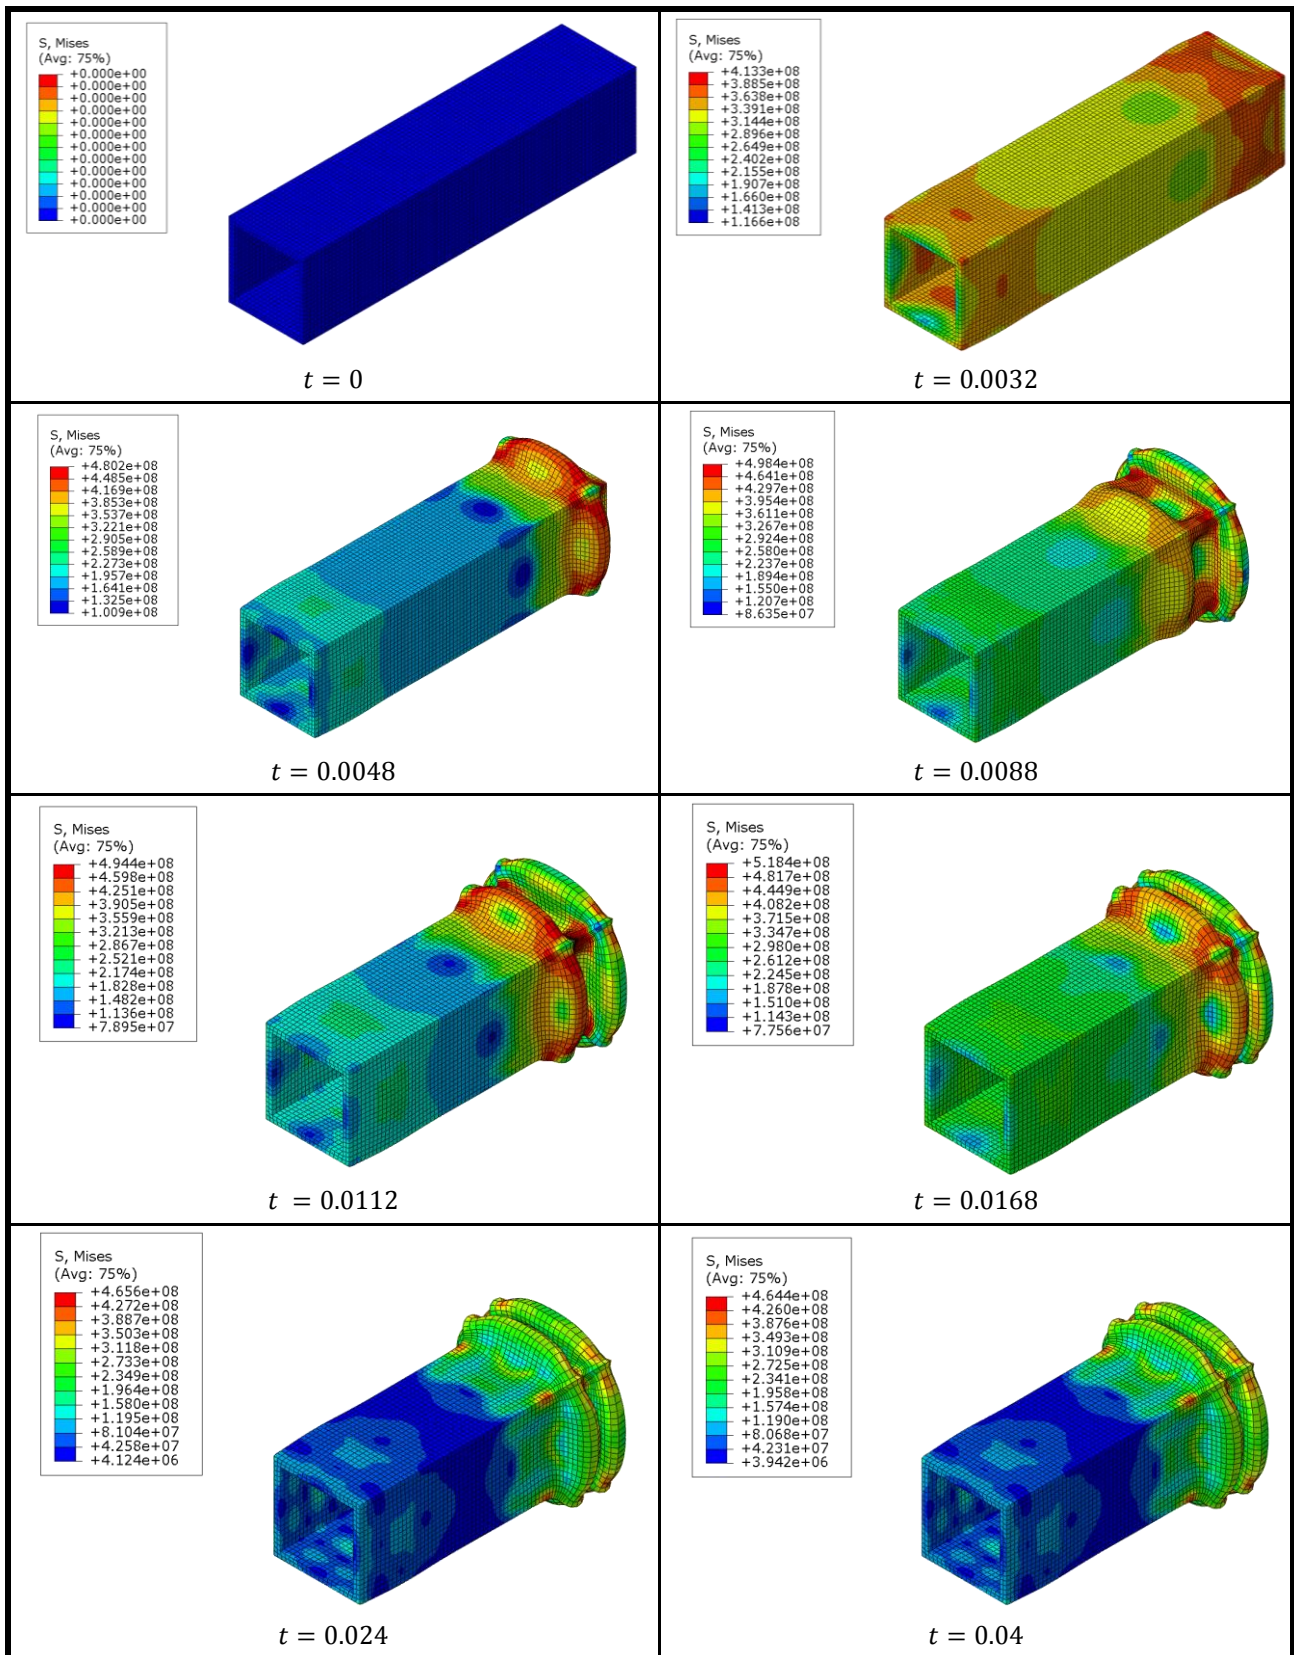 S, Mises
(Avg: 75%)
+0.000e+00
+0.000e+00
+0.000e+00
+0.000e+00
+0.000e+00
+0.000e+00
+0.000e+00
+0.000e+00
+0.000e+00
+0.000e+00
+0.000e+00
+0.000e+00
+0.000e+00
t = 0
S, Mises
(Avg: 75%)
+4.133e+08
+3.885e+08
+3.638e+08
+3.391e+08
+3.144e+08
+2.896e+08
+2.649e+08
+2.402e+08
+2.155e+08
+1.907e+08
+1.660e+08
+1.413e+08
+1.166e+08
t = 0.0032
S, Mises
(Avg: 75%)
+4.802e+08
+4.485e+08
+4.169e+08
+3.853e+08
+3.537e+08
+3.221e+08
+2.905e+08
+2.589e+08
+2.273e+08
+1.957e+08
+1.641e+08
+1.325e+08
+1.009e+08
t = 0.0048
S, Mises
(Avg: 75%)
+4.984e+08
+4.641e+08
+4.297e+08
+3.954e+08
+3.611e+08
+3.267e+08
+2.924e+08
+2.580e+08
+2.237e+08
+1.894e+08
+1.550e+08
+1.207e+08
+8.635e+07
t = 0.0088
S, Mises
(Avg: 75%)
+4.944e+08
+4.598e+08
+4.251e+08
+3.905e+08
+3.559e+08
+3.213e+08
+2.867e+08
+2.521e+08
+2.174e+08
+1.828e+08
+1.482e+08
+1.136e+08
+7.895e+07
t = 0.0112
S, Mises
(Avg: 75%)
+5.184e+08
+4.817e+08
+4.449e+08
+4.082e+08
+3.715e+08
+3.347e+08
+2.980e+08
+2.612e+08
+2.245e+08
+1.878e+08
+1.510e+08
+1.143e+08
+7.756e+07
t = 0.0168
S, Mises
(Avg: 75%)
+4.656e+08
+4.272e+08
+3.887e+08
+3.503e+08
+3.118e+08
+2.733e+08
+2.349e+08
+1.964e+08
+1.580e+08
+1.195e+08
+8.104e+07
+4.258e+07
+4.124e+06
t = 0.024
S, Mises
(Avg: 75%)
+4.644e+08
+4.260e+08
+3.876e+08
+3.493e+08
+3.109e+08
+2.725e+08
+2.341e+08
+1.958e+08
+1.574e+08
+1.190e+08
+8.068e+07
+4.231e+07
+3.942e+06
t = 0.04